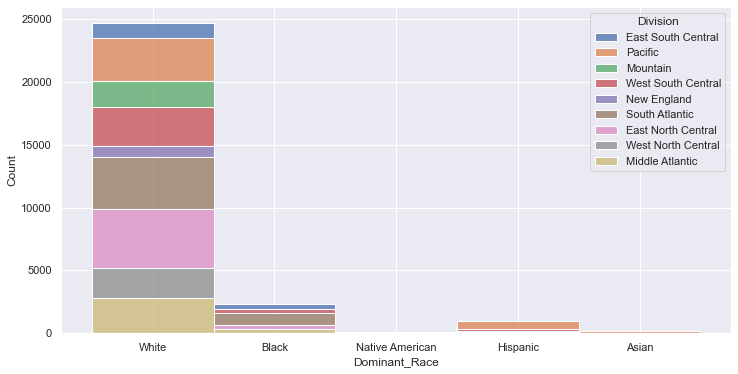 25000
20000
15000
10000
5000
0
Count
White Black Native American Hispanic Asian
Dominant_Race
Division
East South Central
Pacific
Mountain
West South Central
New England
South Atlantic
East North Central
West North Central
Middle Atlantic